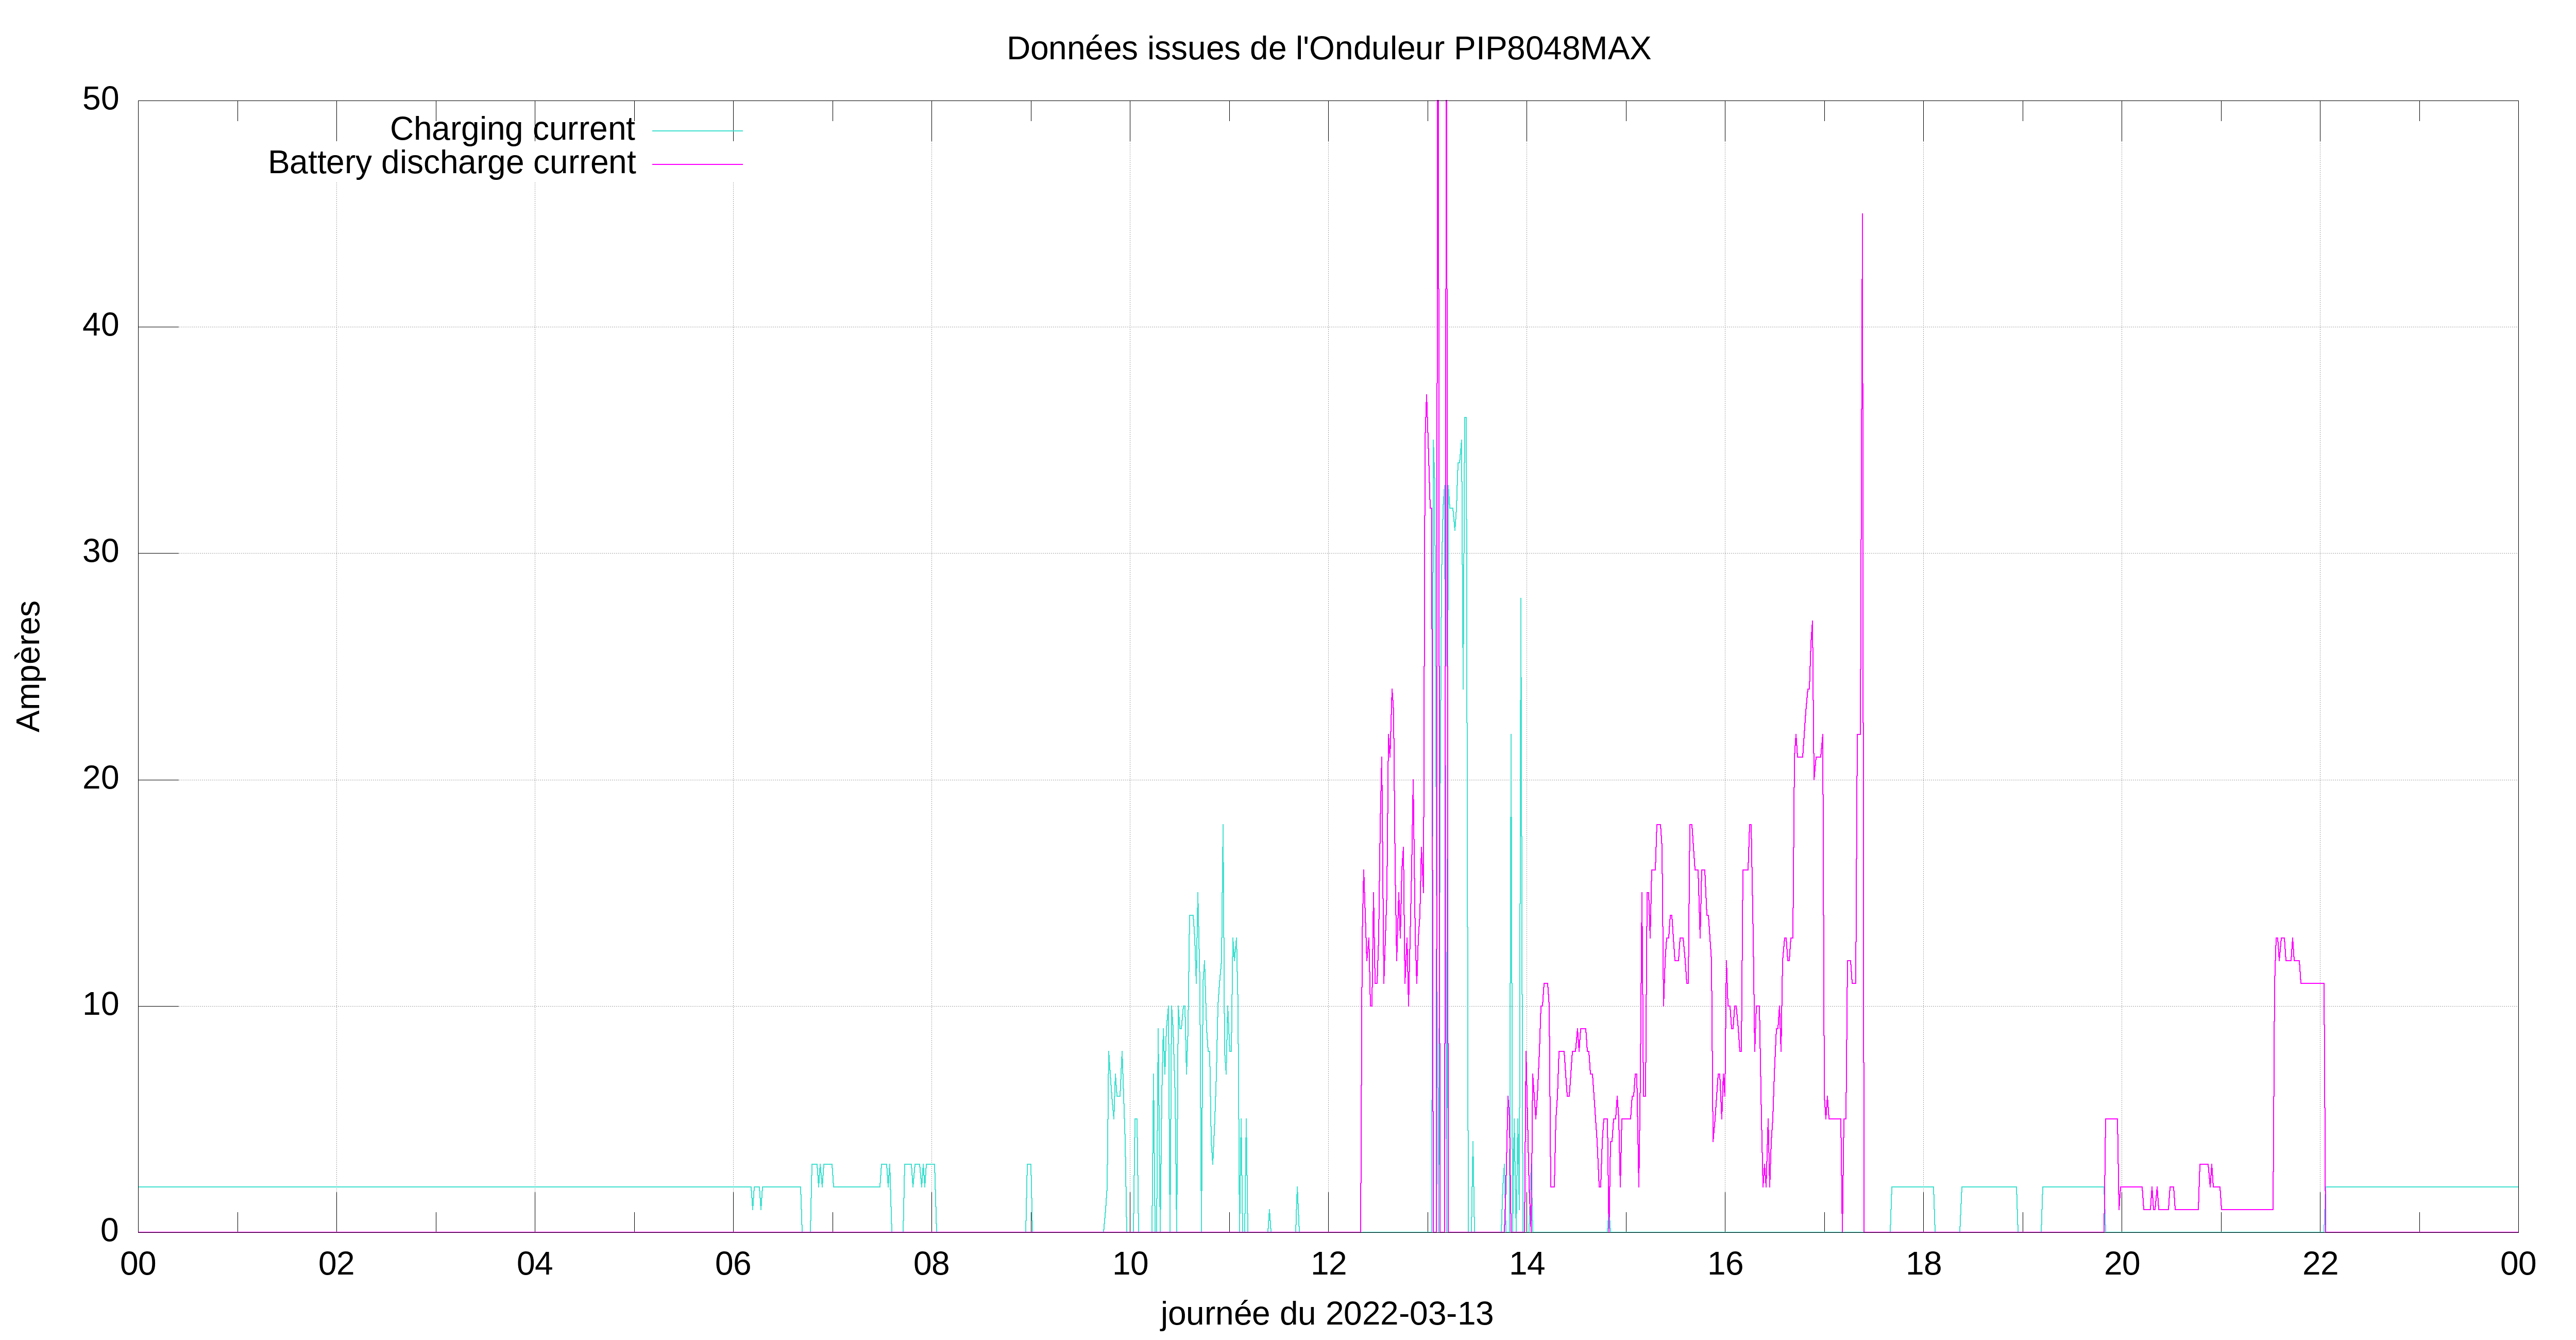 Données issues de l'Onduleur PIP8048MAX
50
Charging current
Battery discharge current
40
30
Ampères
20
10
0
00 02 04 06 08 10 12 14 16 18 20 22 00
journée du 2022-03-13